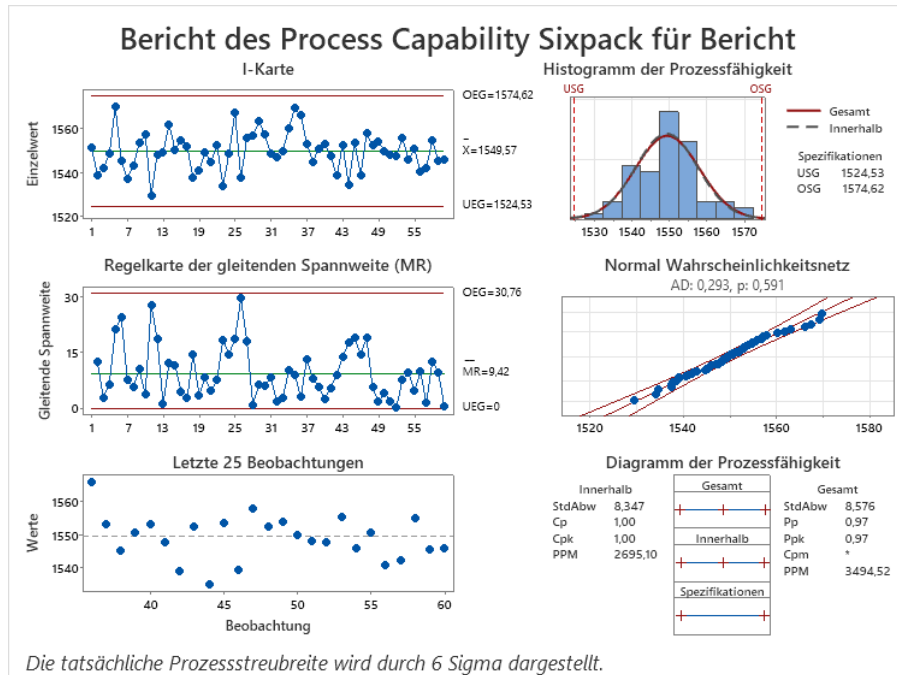 Bericht des Process Capability Sixpack für Bericht
I-Karte
Einzelwert
1560
1540
1520
1 7 13 19 25 31 37 43 49 55
OEG=1574,62
X=1549,57
UEG=1524,53
Histogramm der Prozessfähigkeit
USG OSG
1530 1540 1550 1560 1570
Gesamt
Innerhalb
Spezifikationen
USG 1524,53
OSG 1574,62
Regelkarte der gleitenden Spannweite (MR)
Gleitende Spannweite
30
15
0
1 7 13 19 25 31 37 43 49 55
OEG=30,76
MR=9,42
UEG=0
Normal Wahrscheinlichkeitsnetz
AD: 0,293, p: 0,591
1520 1540 1560 1580
Letzte 25 Beobachtungen
Werte
1560
1550
1540
40 45 50 55 60
Beobachtung
Diagramm der Prozessfähigkeit
Innerhalb
StdAbw 8,347
Cp 1,00
Cpk 1,00
PPM 2695,10
Gesamt
Innerhalb
Spezifikationen
Gesamt
StdAbw 8,576
Pp 0,97
Ppk 0,97
Cpm *
PPM 3494,52
Die tatsächliche Prozessstreubreite wird durch 6 Sigma dargestellt.